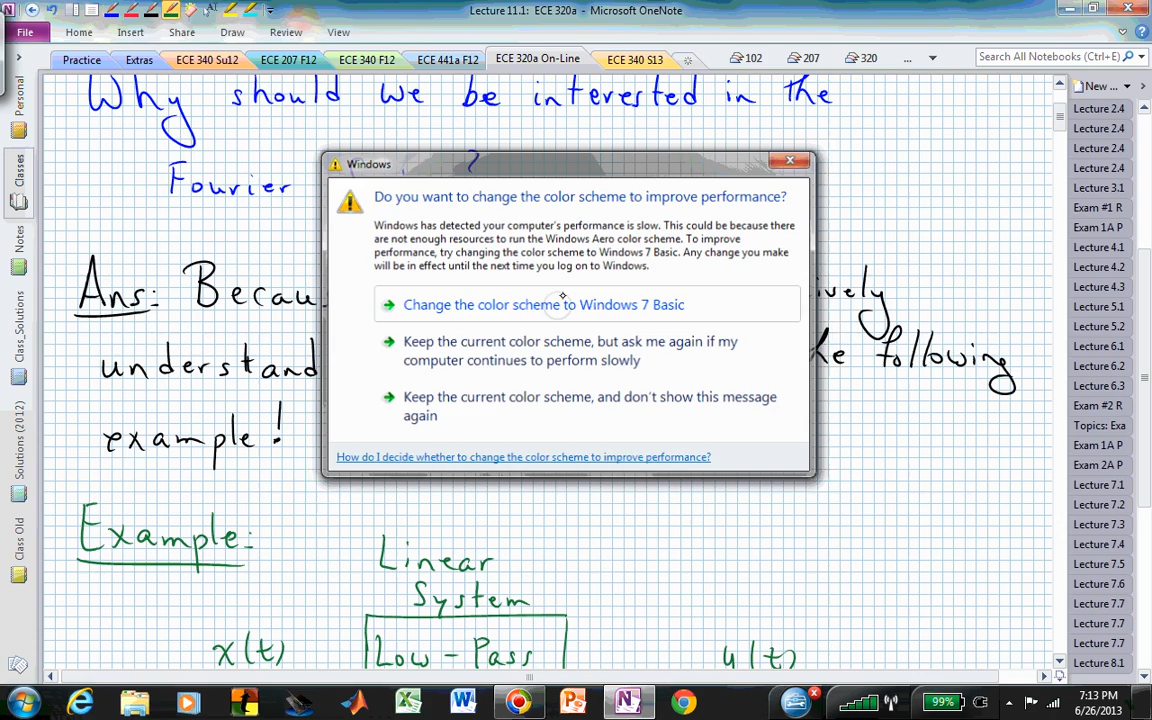 Lecture 11.1: ECE 320a - Microsoft OneNote
File Home Insert Share Draw Review View
Practice Extras ECE 340 Su12 ECE 207 F12 ECE 340 F12 ECE 441a F12 ECE 320a On-Line ECE 340 S13 102 207 320 ... Search All Notebooks (Ctrl+E)
Personal
Classes
Notes
Class_Solutions
Solutions (2012)
Class Old
Why should we be interested in the
Fourier ?
Ans: Becau ively
understand he following
example!
Example:
Linear
System
x(t) Low-Pass y(t)
Windows
Do you want to change the color scheme to improve performance?
Windows has detected your computer's performance is slow. This could be because there
are not enough resources to run the Windows Aero color scheme. To improve
performance, try changing the color scheme to Windows 7 Basic. Any change you make
will be in effect until the next time you log on to Windows.
Change the color scheme to Windows 7 Basic
Keep the current color scheme, but ask me again if my
computer continues to perform slowly
Keep the current color scheme, and don't show this message
again
How do I decide whether to change the color scheme to improve performance?
New ...
Lecture 2.4
Lecture 2.4
Lecture 2.4
Lecture 2.4
Lecture 3.1
Exam #1 R
Exam 1A P
Lecture 4.1
Lecture 4.2
Lecture 4.3
Lecture 5.1
Lecture 5.2
Lecture 6.1
Lecture 6.2
Lecture 6.3
Exam #2 R
Topics: Exa
Exam 1A P
Exam 2A P
Lecture 7.1
Lecture 7.2
Lecture 7.3
Lecture 7.4
Lecture 7.5
Lecture 7.6
Lecture 7.7
Lecture 7.7
Lecture 7.7
Lecture 8.1
99%
7:13 PM
6/26/2013